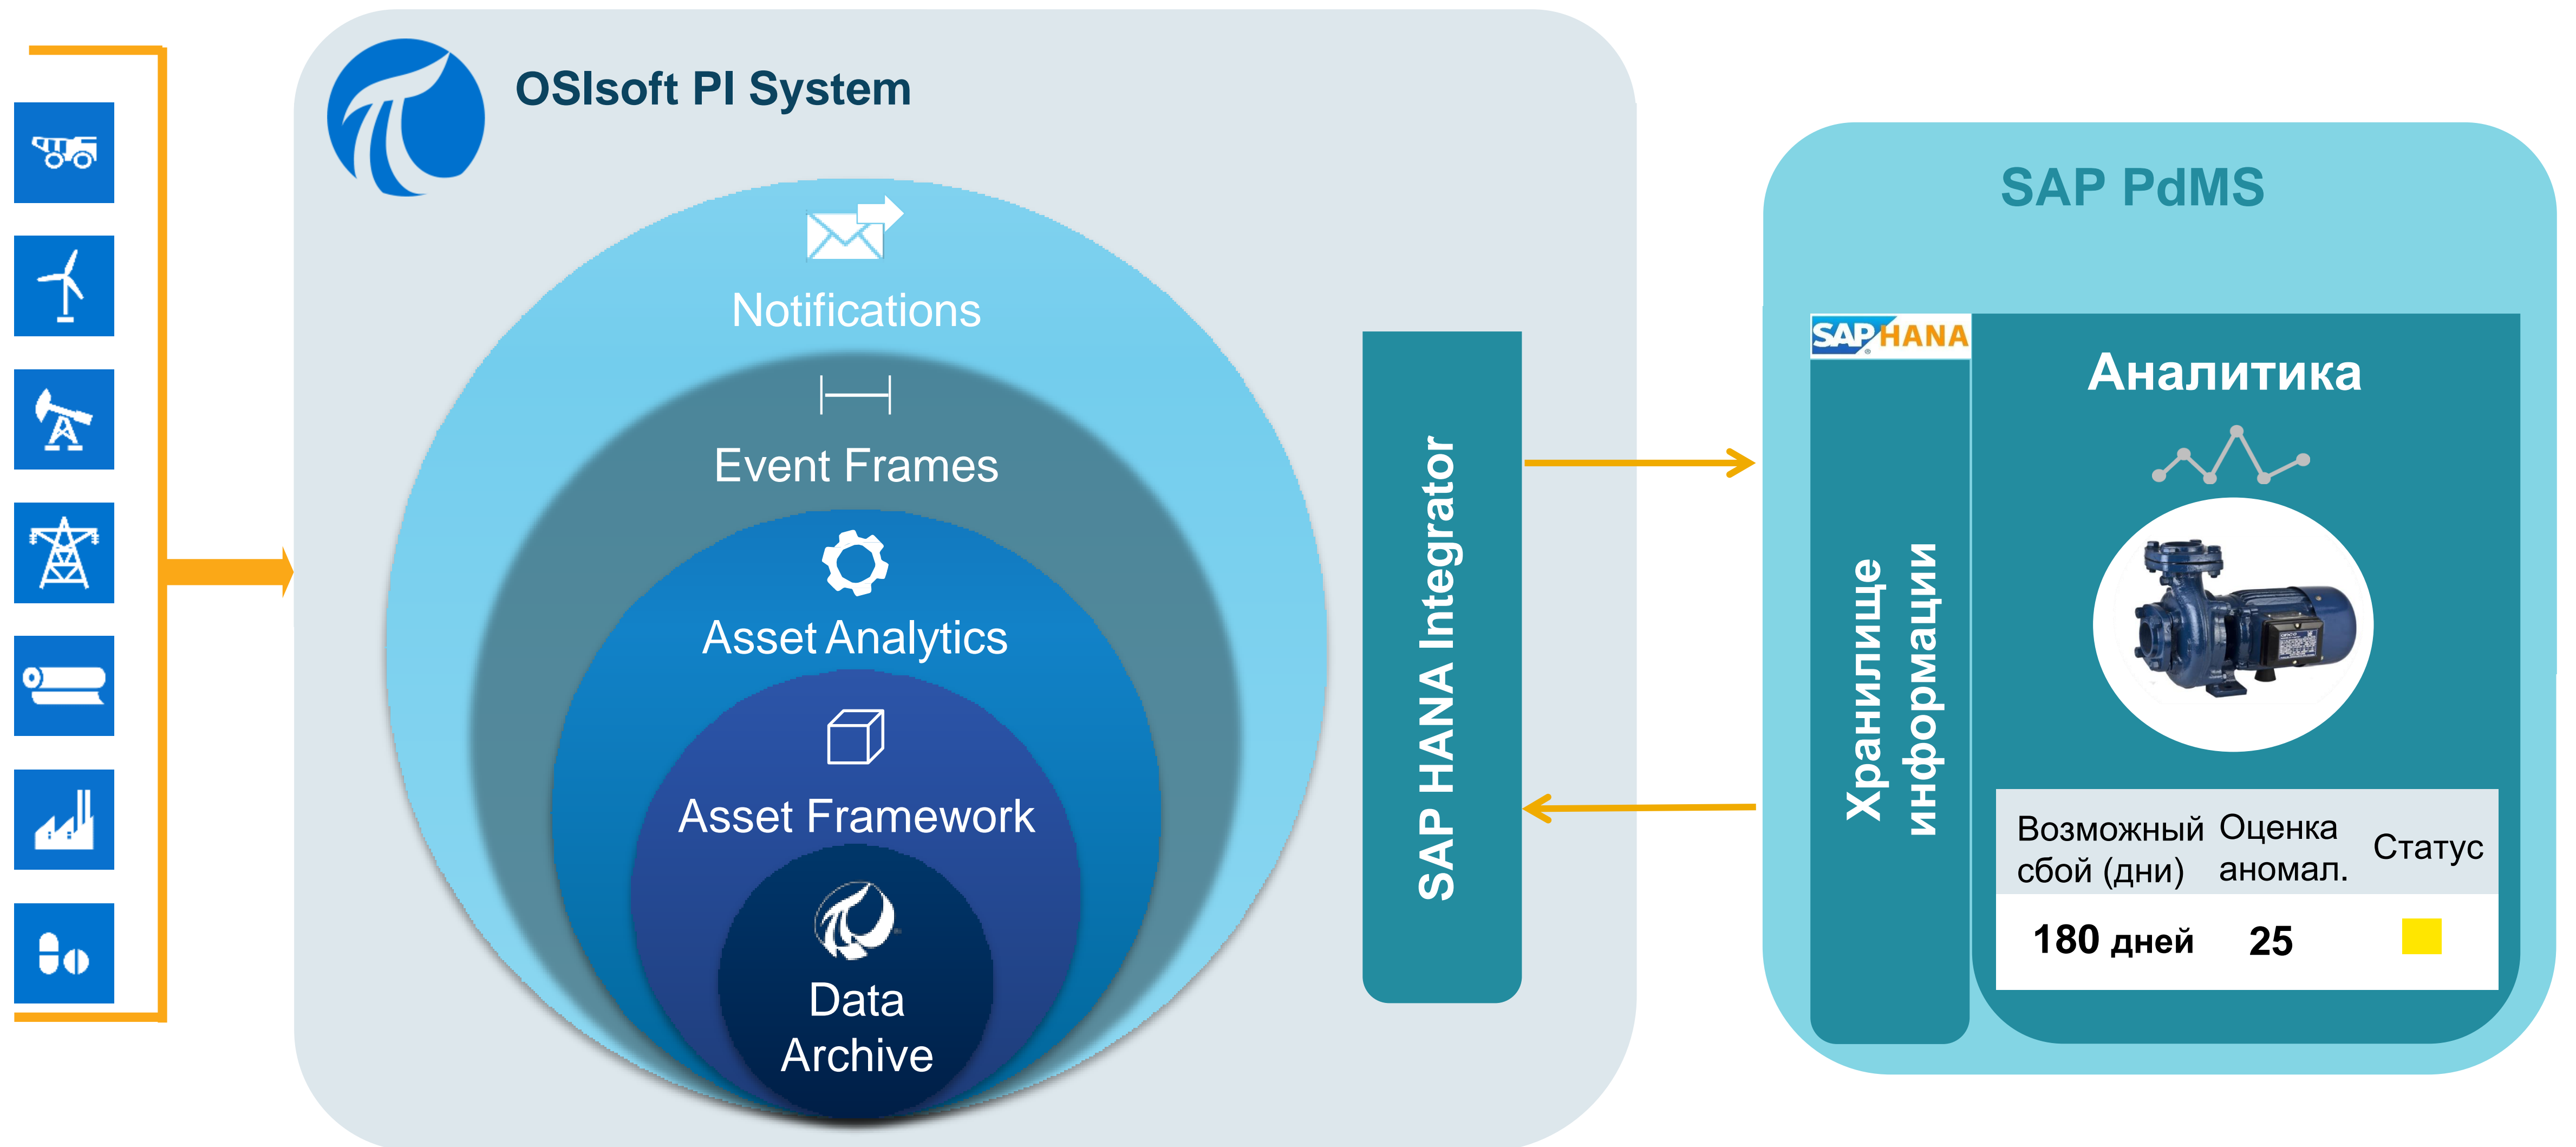 OSIsoft PI System
Notifications
Event Frames
Asset Analytics
Asset Framework
Data
Archive
SAP HANA Integrator
SAP PdMS
SAP HANA
Хранилище
информации
Аналитика
Возможный
сбой (дни)
Оценка
аномал.
Статус
180 дней
25